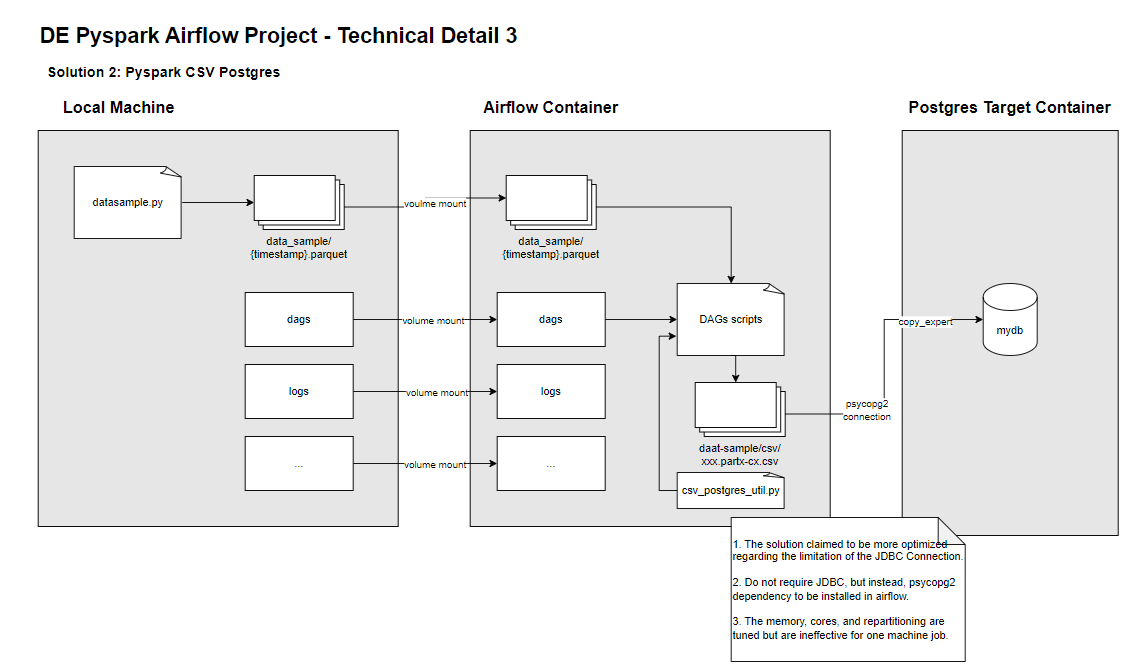 DE Pyspark Airflow Project - Technical Detail 3
Solution 2: Pyspark CSV Postgres
Local Machine
Airflow Container
Postgres Target Container
datasample.py
data_sample/
{timestamp}.parquet
voulme mount
data_sample/
{timestamp}.parquet
dags
volume mount
dags
DAGs scripts
copy_expert
mydb
logs
volume mount
logs
psycopg2
connection
daat-sample/csv/
xxx.partx-cx.csv
...
volume mount
...
csv_postgres_util.py
1. The solution claimed to be more optimized
regarding the limitation of the JDBC Connection.
2. Do not require JDBC, but instead, psycopg2
dependency to be installed in airflow.
3. The memory, cores, and repartitioning are
tuned but are ineffective for one machine job.